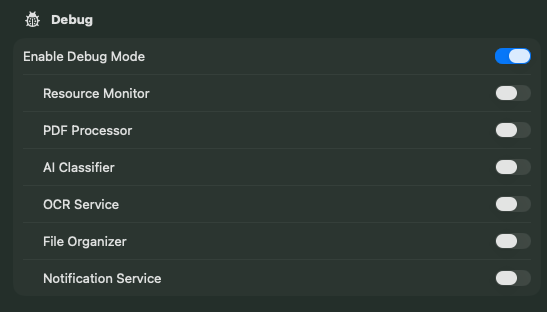 Debug
Enable Debug Mode
Resource Monitor
PDF Processor
AI Classifier
OCR Service
File Organizer
Notification Service